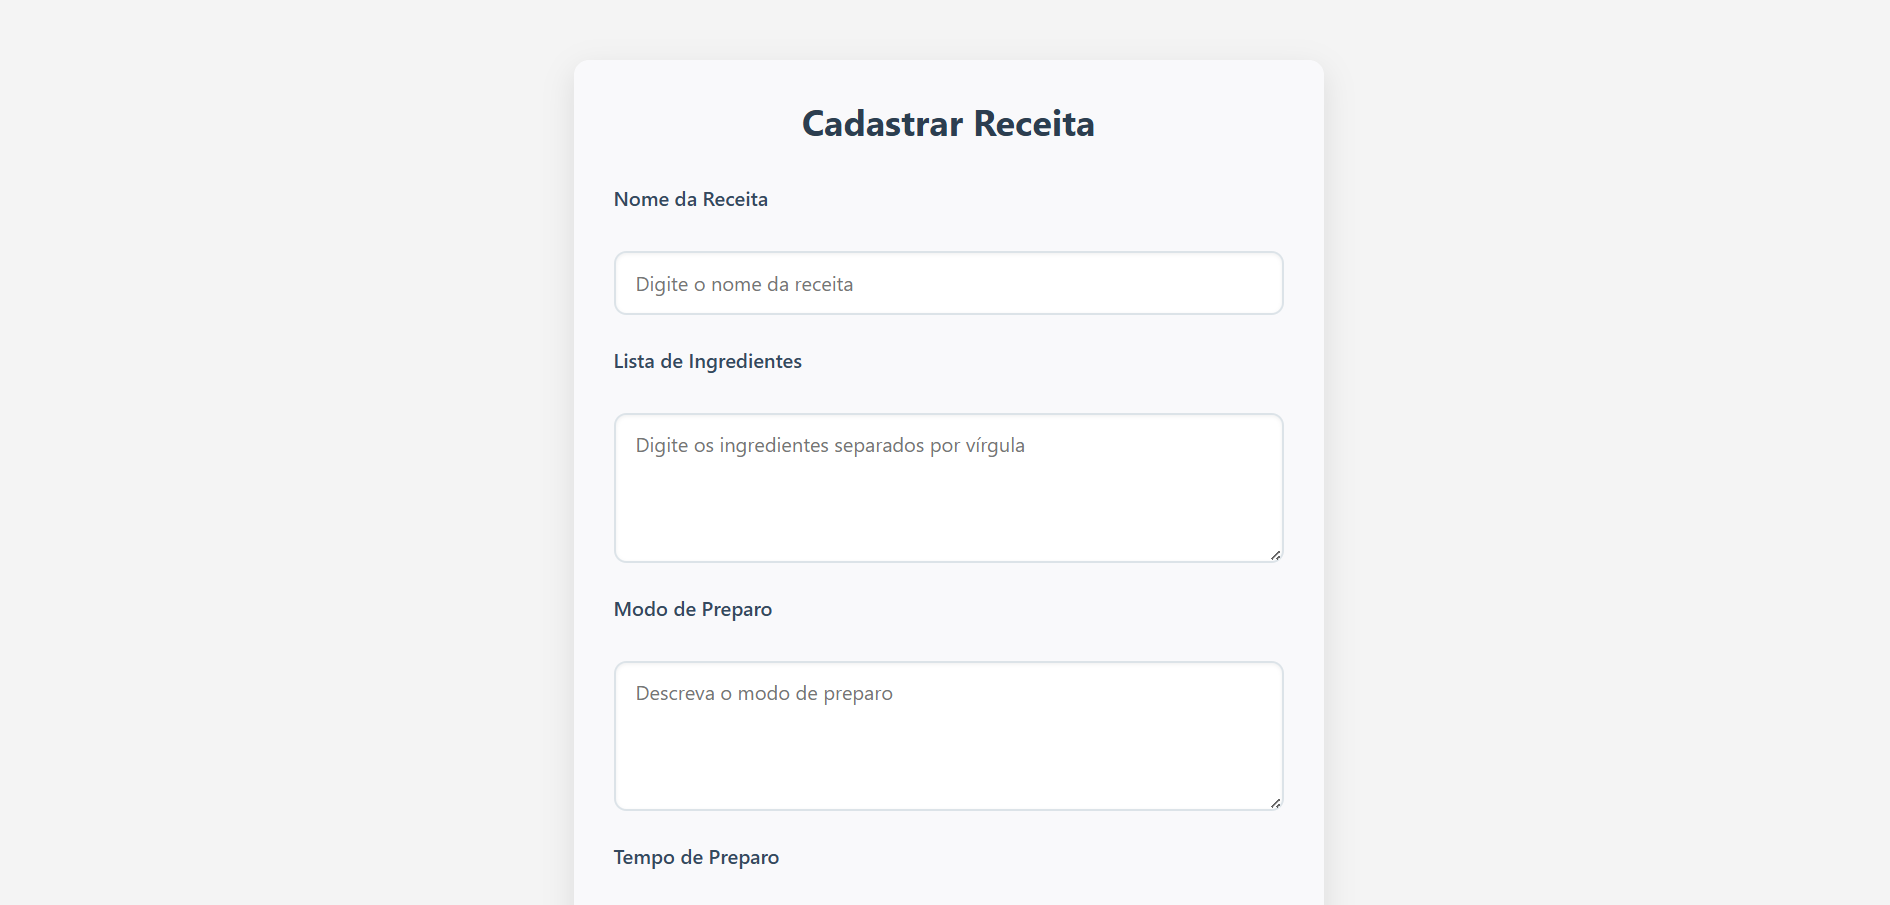 Cadastrar Receita
Nome da Receita
Digite o nome da receita
Lista de Ingredientes
Digite os ingredientes separados por vírgula
Modo de Preparo
Descreva o modo de preparo
Tempo de Preparo